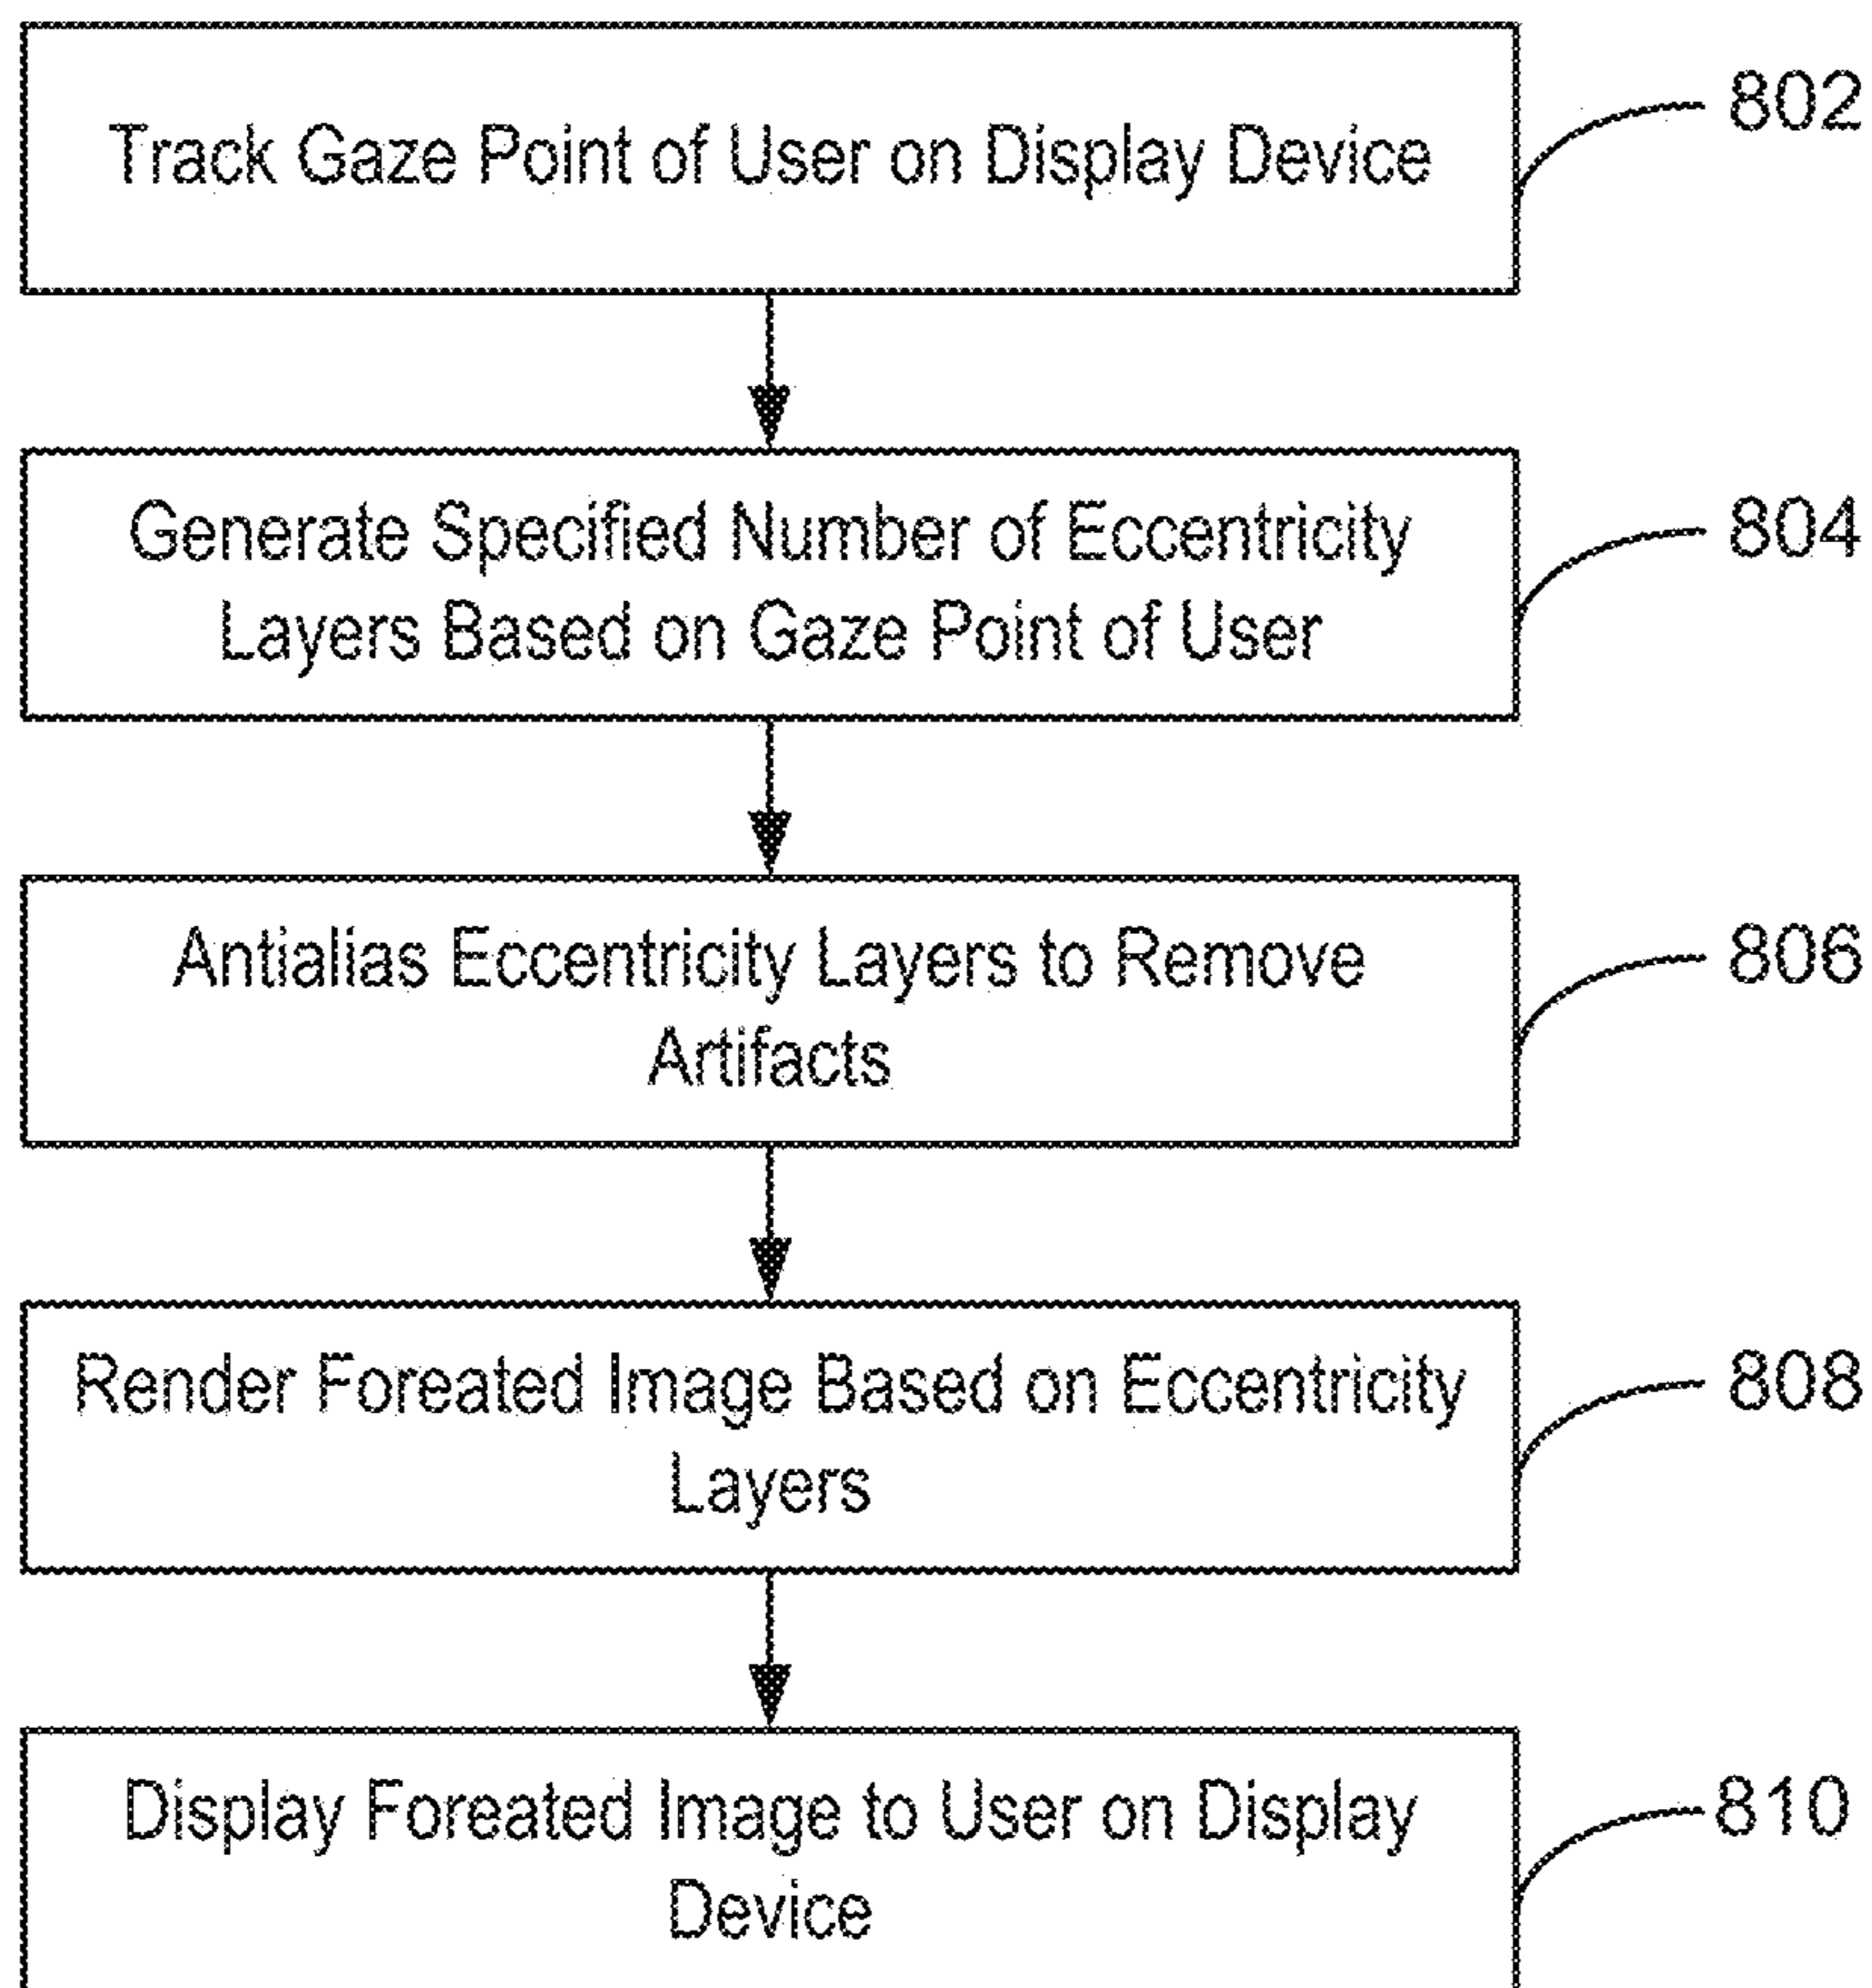 Track Gaze Point of User on Display Device
802
Generate Specified Number of Eccentricity
Layers Based on Gaze Point of User
804
Antialias Eccentricity Layers to Remove
Artifacts
806
Render Foreated Image Based on Eccentricity
Layers
808
Display Foreated Image to User on Display
Device
810